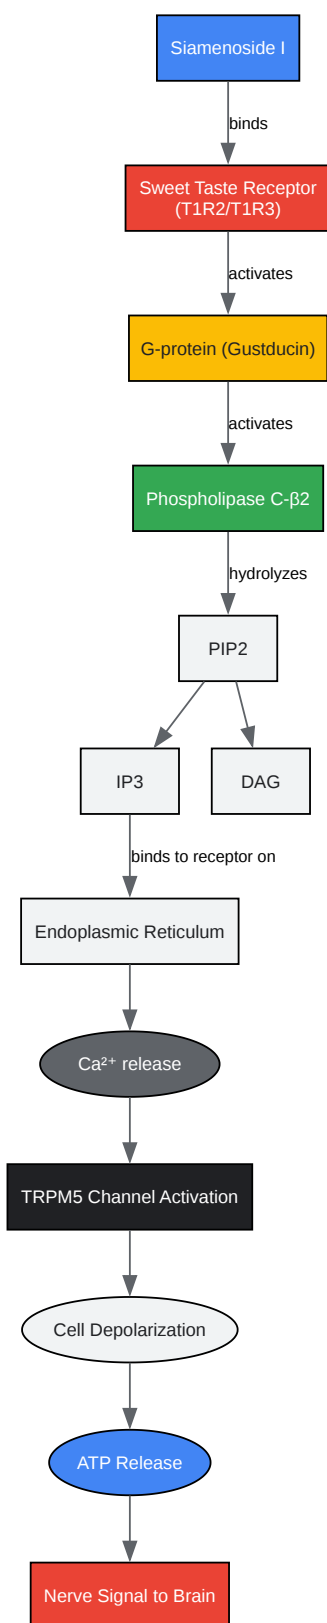 Siamenoside I
binds
Sweet Taste Receptor
(T1R2/T1R3)
activates
G-protein (Gustducin)
activates
Phospholipase C-β2
hydrolyzes
PIP2
IP3
DAG
binds to receptor on
Endoplasmic Reticulum
Ca²⁺ release
TRPM5 Channel Activation
Cell Depolarization
ATP Release
Nerve Signal to Brain